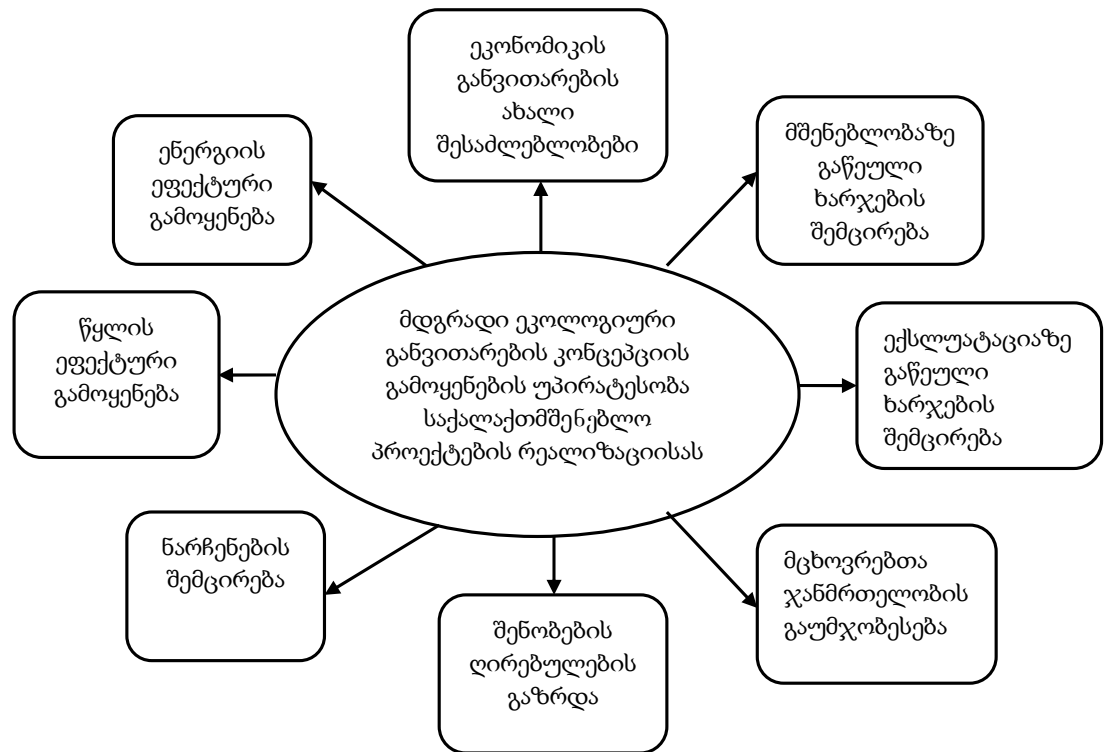 ეკონომიკის
განვითარების
ახალი
შესაძლებლობები
მშენებლობაზე
გაწეული
ხარჯების
შემცირება
ენერგიის
ეფექტური
გამოყენება
წყლის
ეფექტური
გამოყენება
მდგრადი ეკოლოგიური
განვითარების კონცეპციის
გამოყენების უპირატესობა
საქალაქთმშენებლო
პროექტების რეალიზაციისას
ექსლუატაციაზე
გაწეული
ხარჯების
შემცირება
ნარჩენების
შემცირება
შენობების
ღირებულების
გაზრდა
მცხოვრებთა
ჯანმრთელობის
გაუმჯობესება